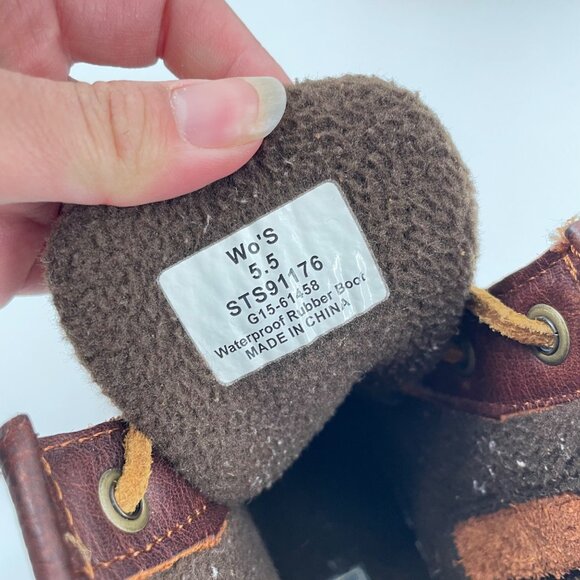 Wo'S
5.5
STS91176
G15-61458
Waterproof Rubber Boot
MADE IN CHINA